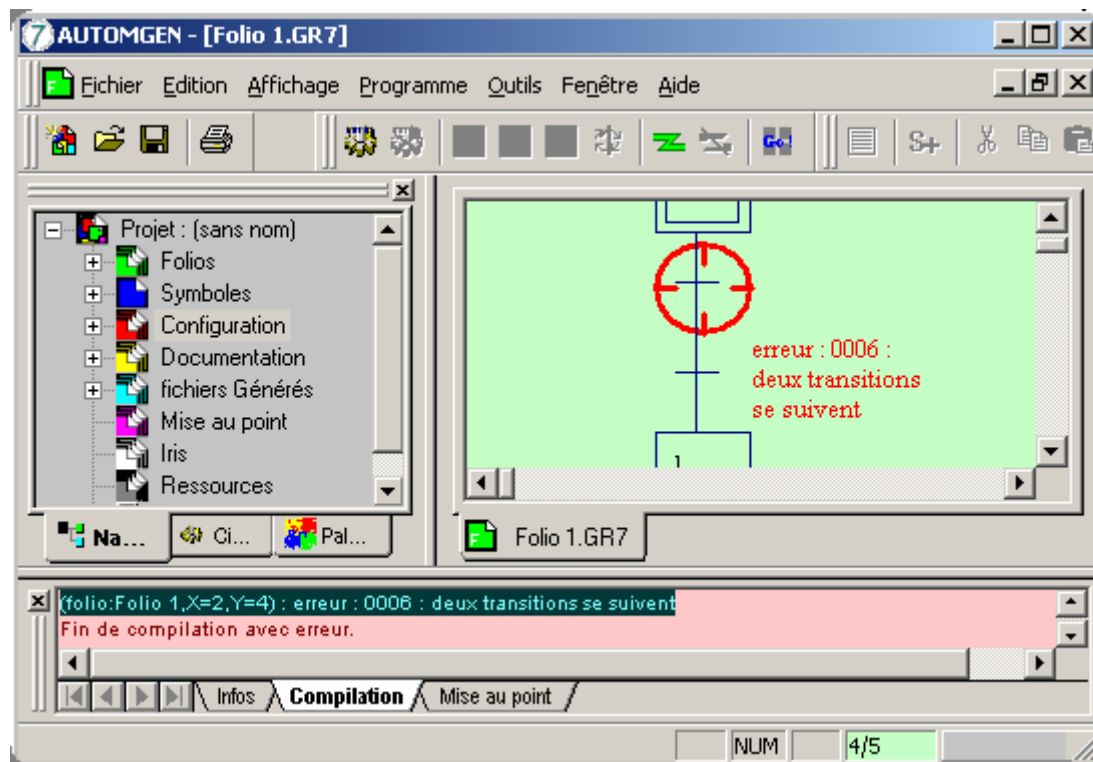 AUTOMGEN - [Folio 1.GR7]
Fichier Edition Affichage Programme Outils Fenêtre Aide
Go! S+
Projet : (sans nom)
Folios
Symboles
Configuration
Documentation
fichiers Générés
Mise au point
Iris
Ressources
Na... Ci... Pal...
erreur : 0006 :
deux transitions
se suivent
1
Folio 1.GR7
(folio:Folio 1,X=2,Y=4) : erreur : 0006 : deux transitions se suivent
Fin de compilation avec erreur.
Infos Compilation Mise au point
NUM 4/5